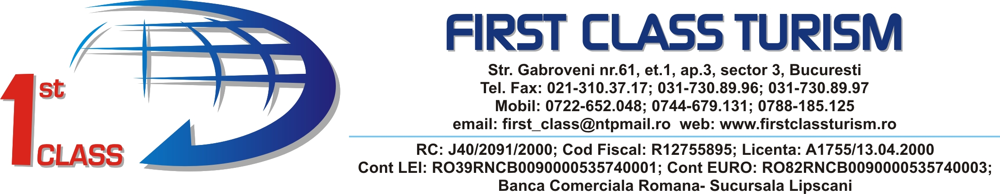 1st
CLASS
FIRST CLASS TURISM
Str. Gabroveni nr.61, et.1, ap.3, sector 3, Bucuresti
Tel. Fax: 021-310.37.17; 031-730.89.96; 031-730.89.97
Mobil: 0722-652.048; 0744-679.131; 0788-185.125
email: first_class@ntpmail.ro  web: www.firstclassturism.ro
RC: J40/2091/2000; Cod Fiscal: R12755895; Licenta: A1755/13.04.2000
Cont LEI: RO39RNCB0090000535740001; Cont EURO: RO82RNCB0090000535740003;
Banca Comerciala Romana- Sucursala Lipscani